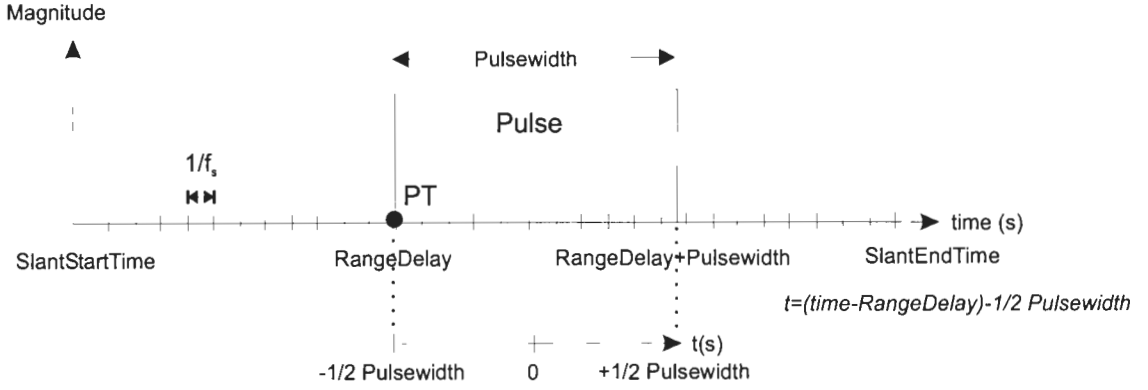 Magnitude
Pulsewidth
Pulse
1/fs
PT
time (s)
SlantStartTime
RangeDelay
RangeDelay+Pulsewidth
SlantEndTime
t=(time-RangeDelay)-1/2 Pulsewidth
t(s)
-1/2 Pulsewidth
0
+1/2 Pulsewidth